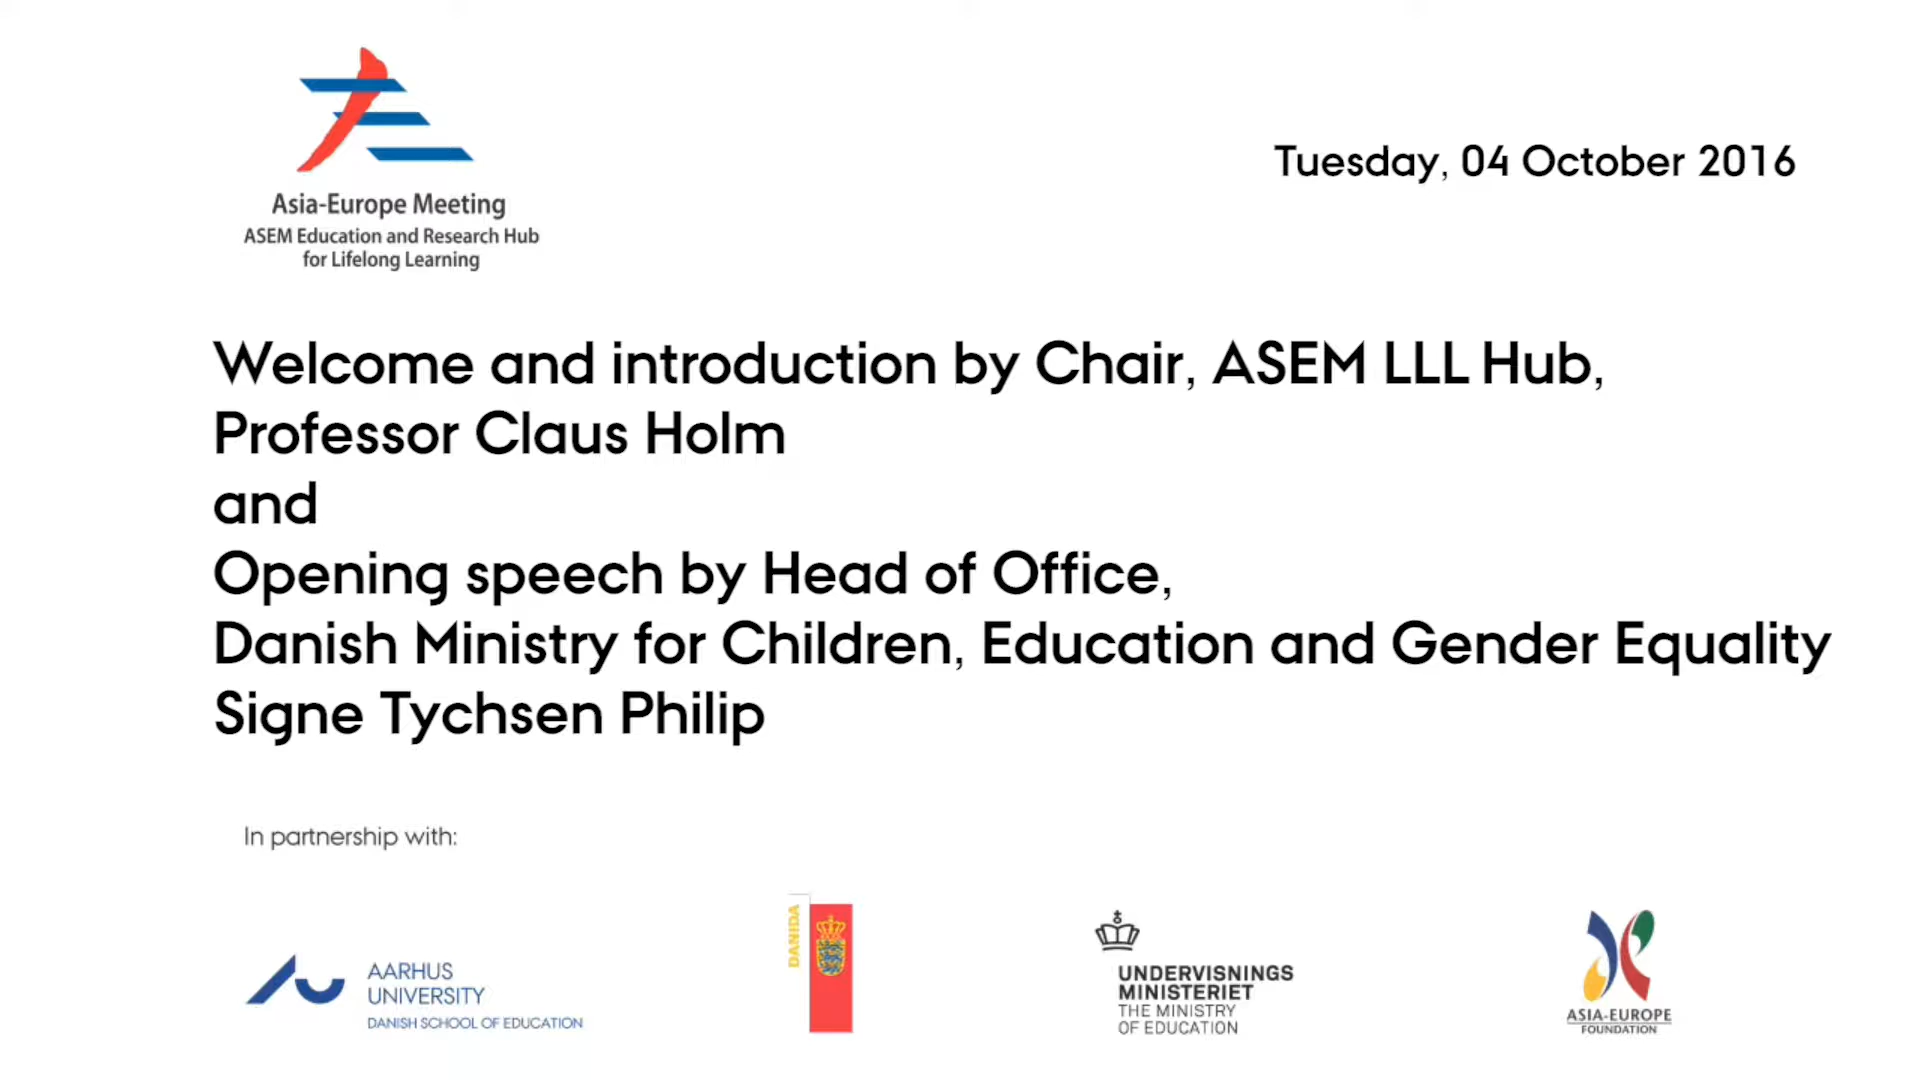 Asia-Europe Meeting
ASEM Education and Research Hub
for Lifelong Learning
Tuesday, 04 October 2016
Welcome and introduction by Chair, ASEM LLL Hub,
Professor Claus Holm
and
Opening speech by Head of Office,
Danish Ministry for Children, Education and Gender Equality
Signe Tychsen Philip
In partnership with:
AARHUS
UNIVERSITY
DANISH SCHOOL OF EDUCATION
DANIDA
UNDERVISNINGS
MINISTERIET
THE MINISTRY
OF EDUCATION
ASIA-EUROPE
FOUNDATION